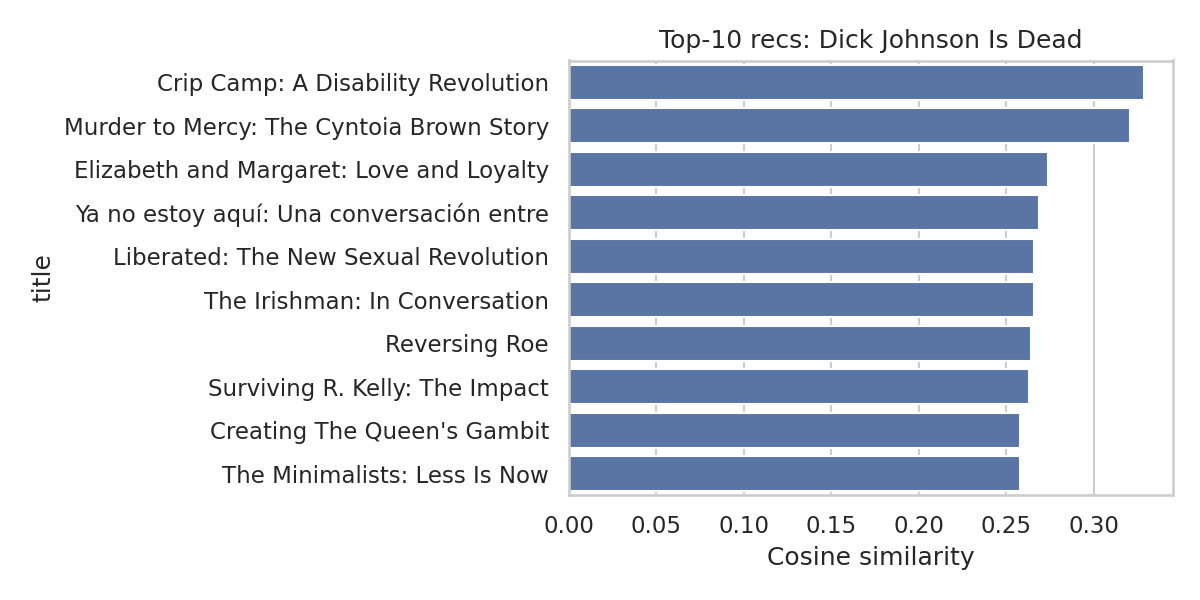 Top-10 recs: Dick Johnson Is Dead
Crip Camp: A Disability Revolution
Murder to Mercy: The Cyntoia Brown Story
Elizabeth and Margaret: Love and Loyalty
Ya no estoy aquí: Una conversación entre
Liberated: The New Sexual Revolution
The Irishman: In Conversation
Reversing Roe
Surviving R. Kelly: The Impact
Creating The Queen's Gambit
The Minimalists: Less Is Now
title
0.00 0.05 0.10 0.15 0.20 0.25 0.30
Cosine similarity